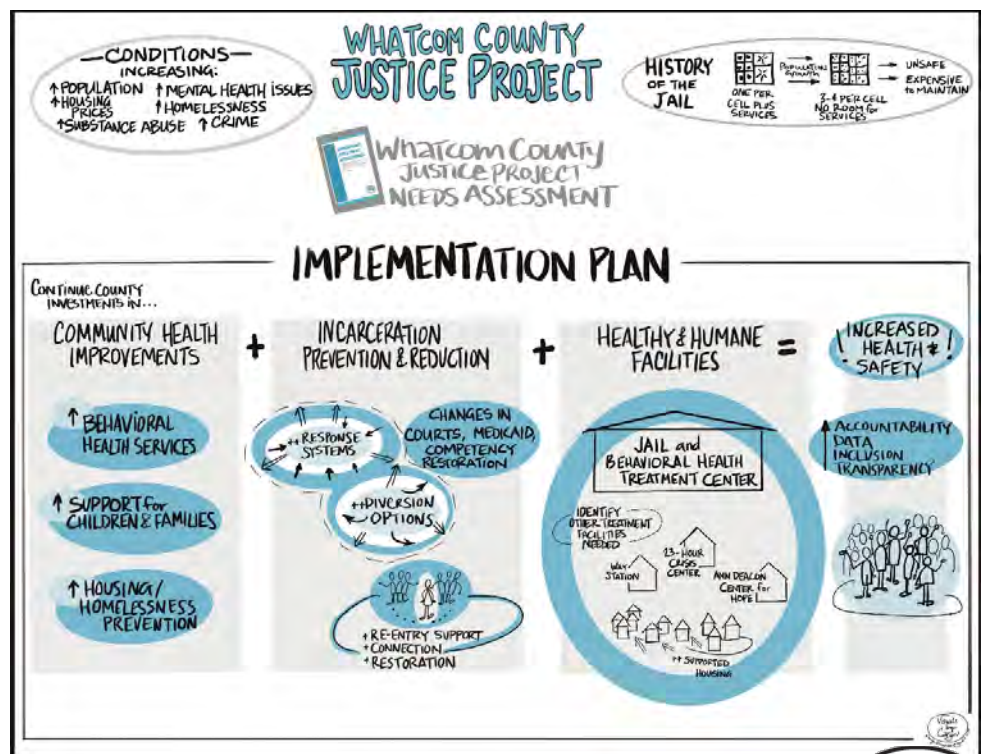 —CONDITIONS—
INCREASING:
↑POPULATION ↑MENTAL HEALTH ISSUES
↑HOUSING PRICES ↑HOMELESSNESS
↑SUBSTANCE ABUSE ↑CRIME
WHATCOM COUNTY
JUSTICE PROJECT
HISTORY
OF THE
JAIL
POPULATION
GROWTH
ONE PER
CELL PLUS
SERVICES
3-4 PER CELL
NO ROOM for
SERVICES
UNSAFE
EXPENSIVE
to MAINTAIN
WHATCOM COUNTY
JUSTICE PROJECT
NEEDS ASSESSMENT
IMPLEMENTATION PLAN
CONTINUE COUNTY
INVESTMENTS IN...
COMMUNITY HEALTH
IMPROVEMENTS
+
INCARCERATION
PREVENTION & REDUCTION
+
HEALTHY & HUMANE
FACILITIES
=
! INCREASED !
HEALTH &
SAFETY
↑ BEHAVIORAL
HEALTH SERVICES
↑ SUPPORT for
CHILDREN & FAMILIES
↑ HOUSING/
HOMELESSNESS
PREVENTION
++RESPONSE
SYSTEMS
CHANGES IN
COURTS, MEDICAID,
COMPETENCY
RESTORATION
++DIVERSION
OPTIONS
+ RE-ENTRY SUPPORT
+ CONNECTION
+ RESTORATION
JAIL and
BEHAVIORAL HEALTH
TREATMENT CENTER
IDENTIFY
OTHER TREATMENT
FACILITIES
NEEDED
WAY
STATION
23-HOUR
CRISIS
CENTER
ANN DEACON
CENTER for
HOPE
++ SUPPORTED
HOUSING
↑ ACCOUNTABILITY
DATA
INCLUSION
TRANSPARENCY
Visuals
by